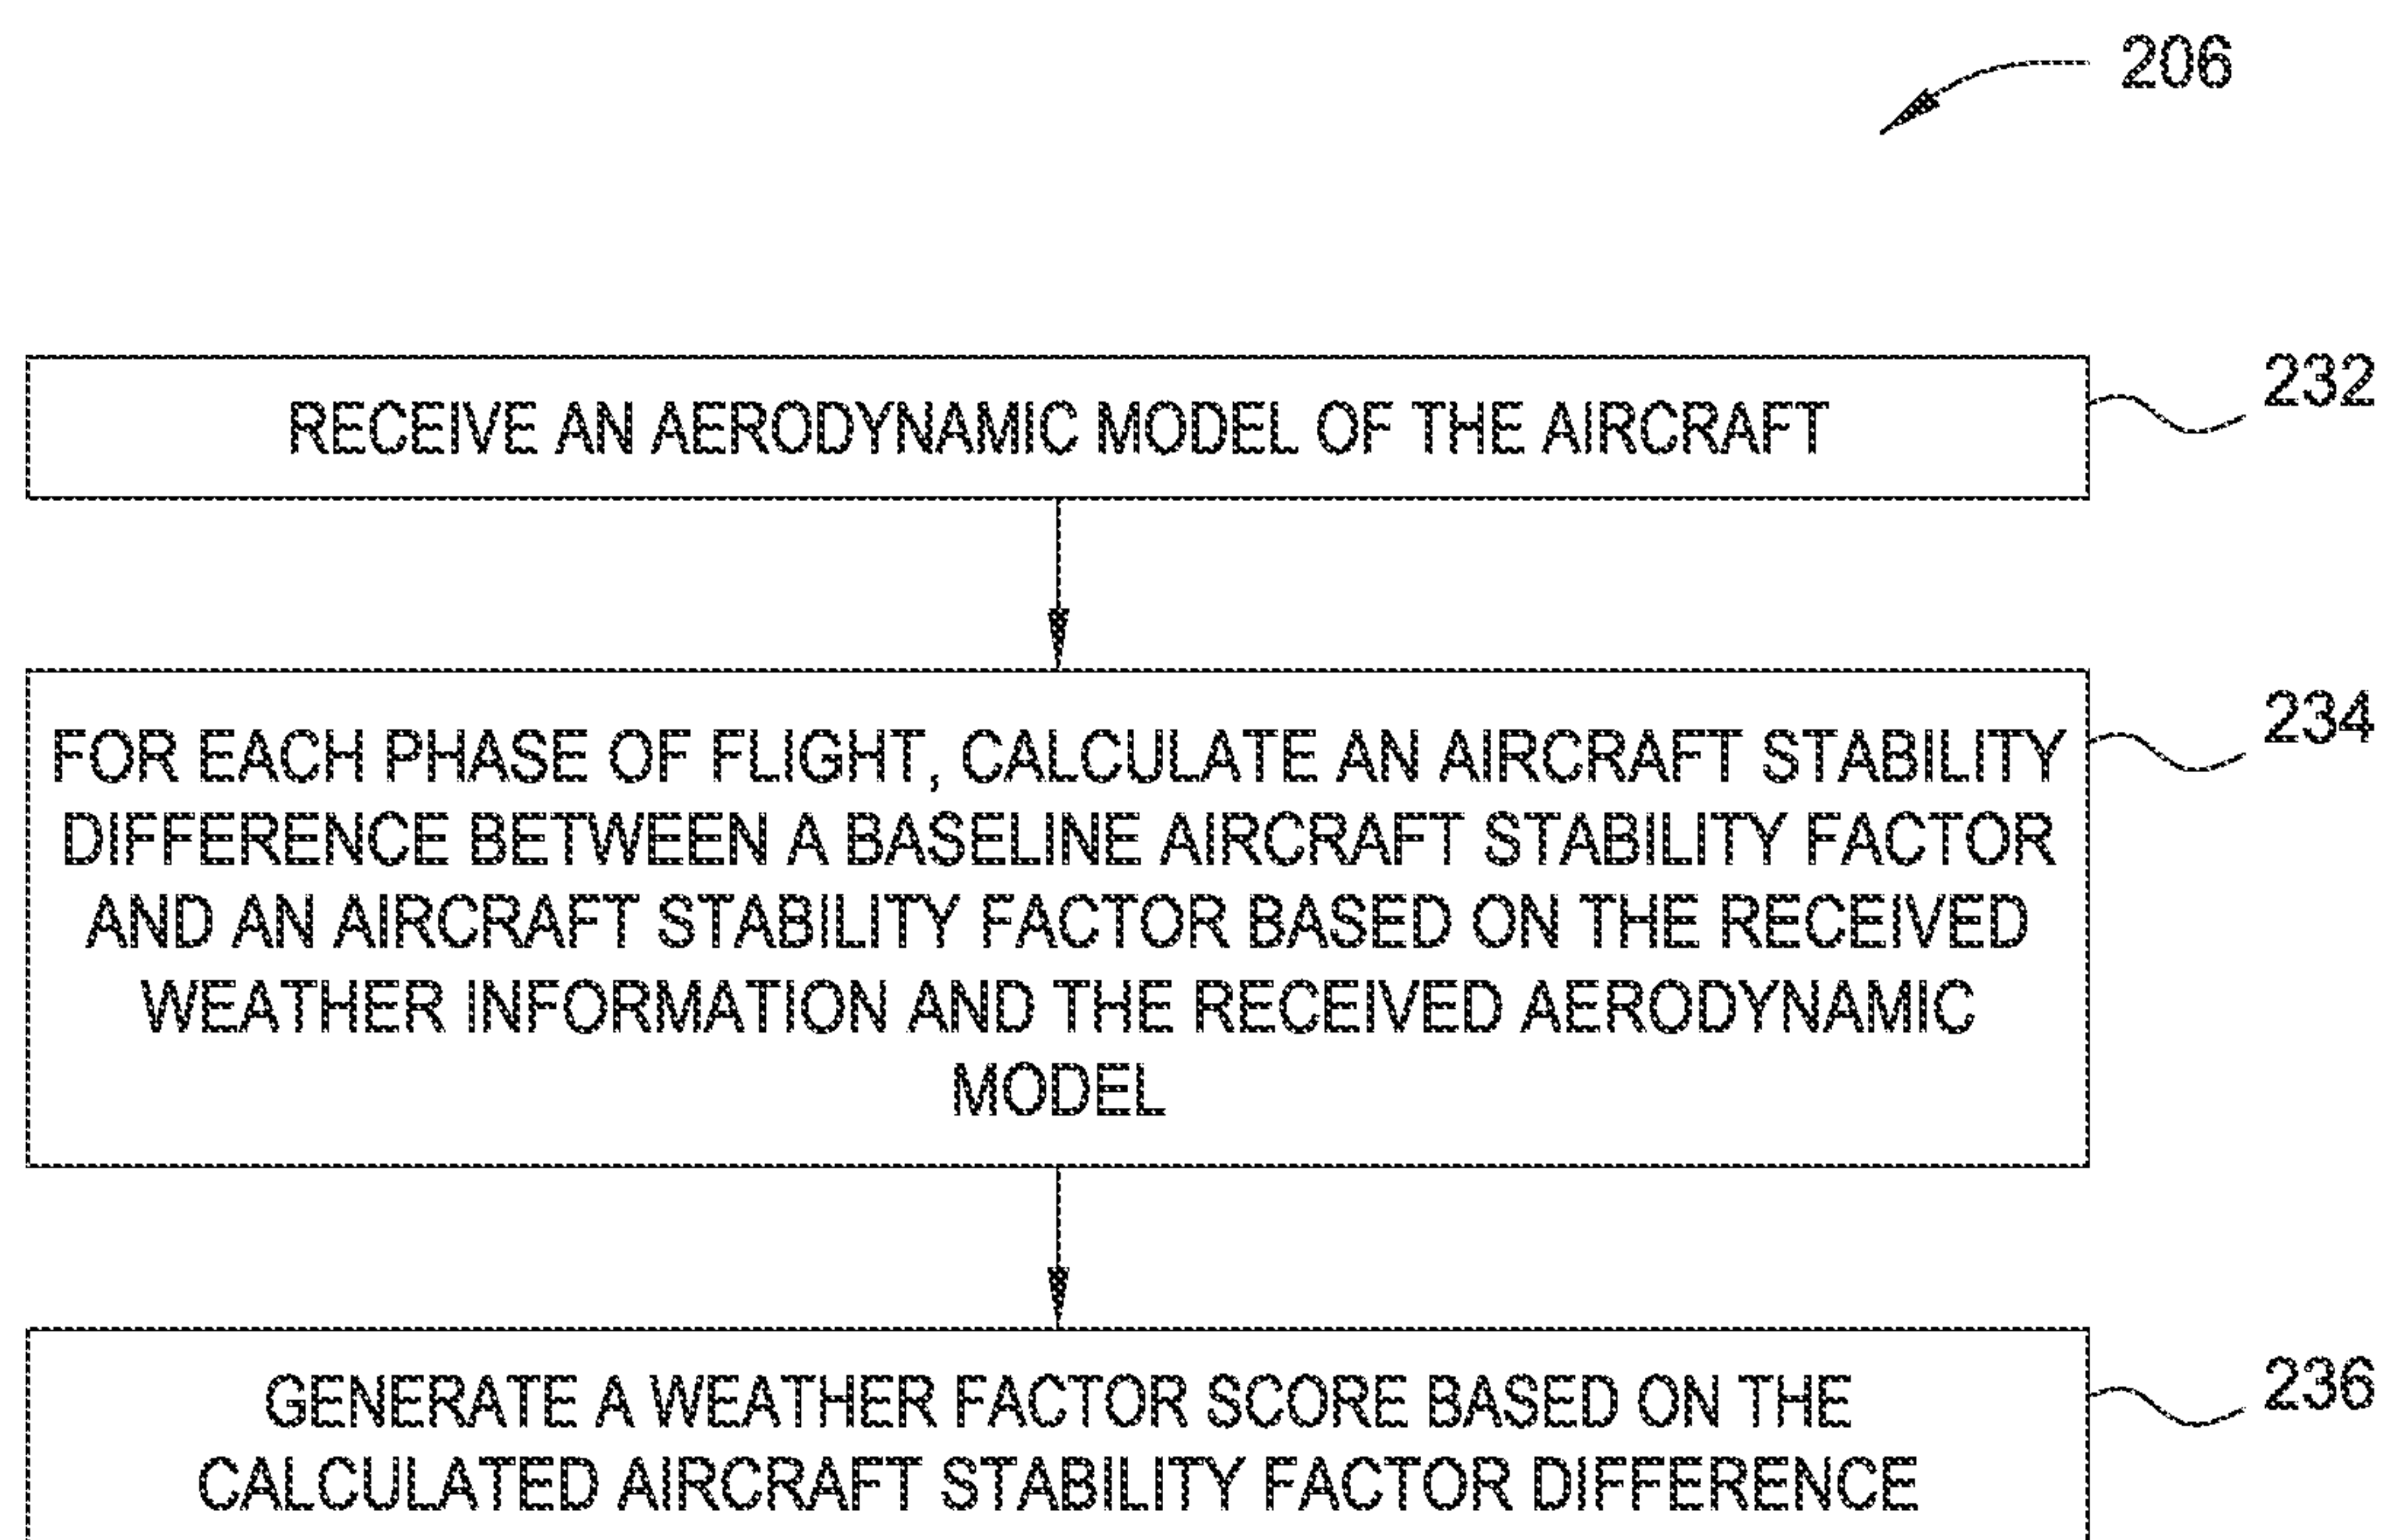 206
RECEIVE AN AERODYNAMIC MODEL OF THE AIRCRAFT
232
FOR EACH PHASE OF FLIGHT, CALCULATE AN AIRCRAFT STABILITY
DIFFERENCE BETWEEN A BASELINE AIRCRAFT STABILITY FACTOR
AND AN AIRCRAFT STABILITY FACTOR BASED ON THE RECEIVED
WEATHER INFORMATION AND THE RECEIVED AERODYNAMIC
MODEL
234
GENERATE A WEATHER FACTOR SCORE BASED ON THE
CALCULATED AIRCRAFT STABILITY FACTOR DIFFERENCE
236